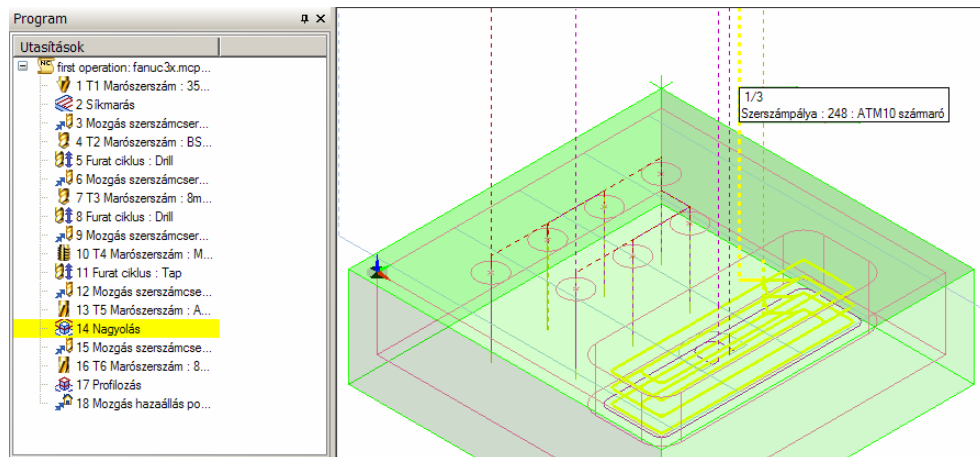 Program
Utasítások
NC
first operation: fanuc3x.mcp...
1 T1 Marószerszám : 35...
2 Síkmarás
3 Mozgás szerszámcser...
4 T2 Marószerszám : BS...
5 Furat ciklus : Drill
6 Mozgás szerszámcser...
7 T3 Marószerszám : 8m...
8 Furat ciklus : Drill
9 Mozgás szerszámcser...
10 T4 Marószerszám : M...
11 Furat ciklus : Tap
12 Mozgás szerszámcse...
13 T5 Marószerszám : A...
14 Nagyolás
15 Mozgás szerszámcse...
16 T6 Marószerszám : 8...
17 Profilozás
18 Mozgás hazaállás po...
1/3
Szerszámpálya : 248 : ATM10 számaró